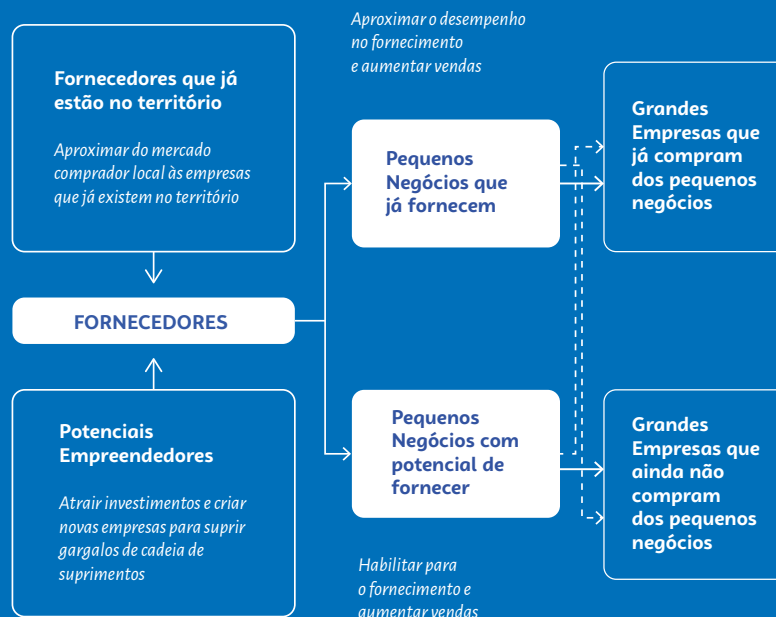 Aproximar o desempenho
no fornecimento
e aumentar vendas
Fornecedores que já
estão no território
Aproximar do mercado
comprador local às empresas
que já existem no território
FORNECEDORES
Potenciais
Empreendedores
Atrair investimentos e criar
novas empresas para suprir
gargalos de cadeia de
suprimentos
Pequenos
Negócios que
já fornecem
Pequenos
Negócios com
potencial de
fornecer
Habilitar para
o fornecimento e
aumentar vendas
Grandes
Empresas que
já compram
dos pequenos
negócios
Grandes
Empresas que
ainda não
compram
dos pequenos
negócios